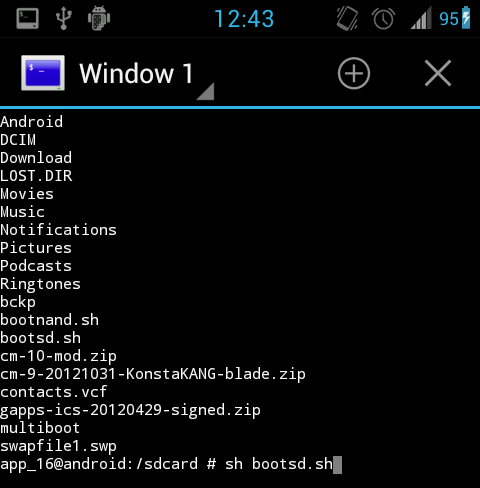 12:43
95
$ _
Window 1
Android
DCIM
Download
LOST.DIR
Movies
Music
Notifications
Pictures
Podcasts
Ringtones
bckp
bootnand.sh
bootsd.sh
cm-10-mod.zip
cm-9-20121031-KonstaKANG-blade.zip
contacts.vcf
gapps-ics-20120429-signed.zip
multiboot
swapfile1.swp
app_16@android:/sdcard # sh bootsd.sh